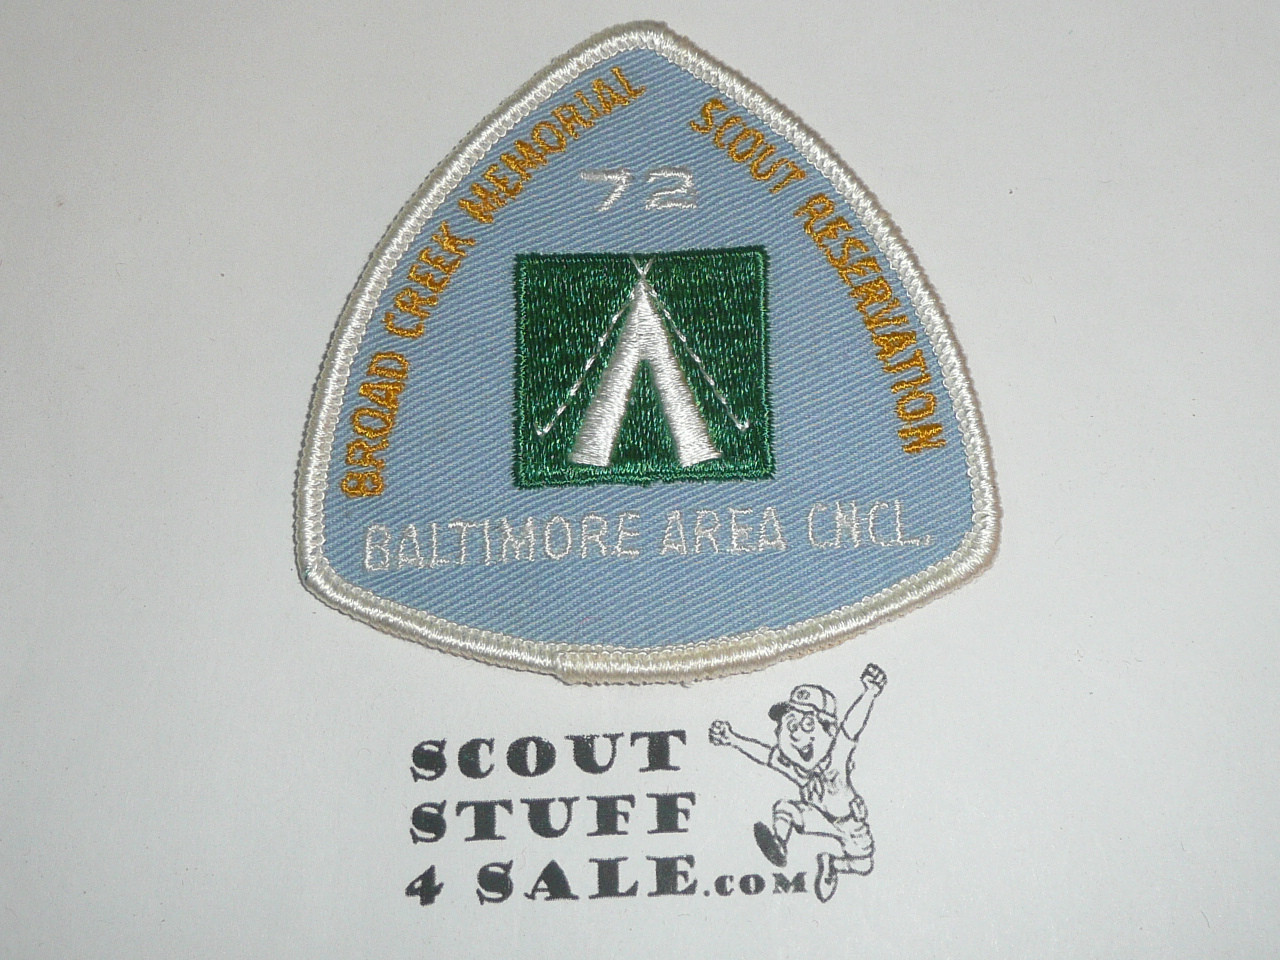 BROAD CREEK MEMORIAL SCOUT RESERVATION
72
BALTIMORE AREA CNCL.
SCOUT
STUFF
4 SALE.COM